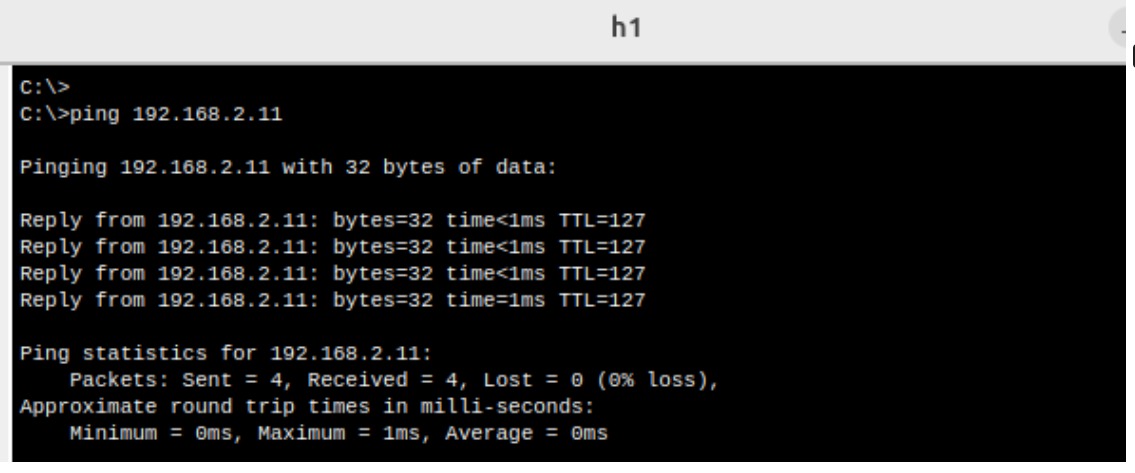 h1
C:\>
C:\>ping 192.168.2.11
Pinging 192.168.2.11 with 32 bytes of data:
Reply from 192.168.2.11: bytes=32 time<1ms TTL=127
Reply from 192.168.2.11: bytes=32 time<1ms TTL=127
Reply from 192.168.2.11: bytes=32 time<1ms TTL=127
Reply from 192.168.2.11: bytes=32 time=1ms TTL=127
Ping statistics for 192.168.2.11:
    Packets: Sent = 4, Received = 4, Lost = 0 (0% loss),
Approximate round trip times in milli-seconds:
    Minimum = 0ms, Maximum = 1ms, Average = 0ms